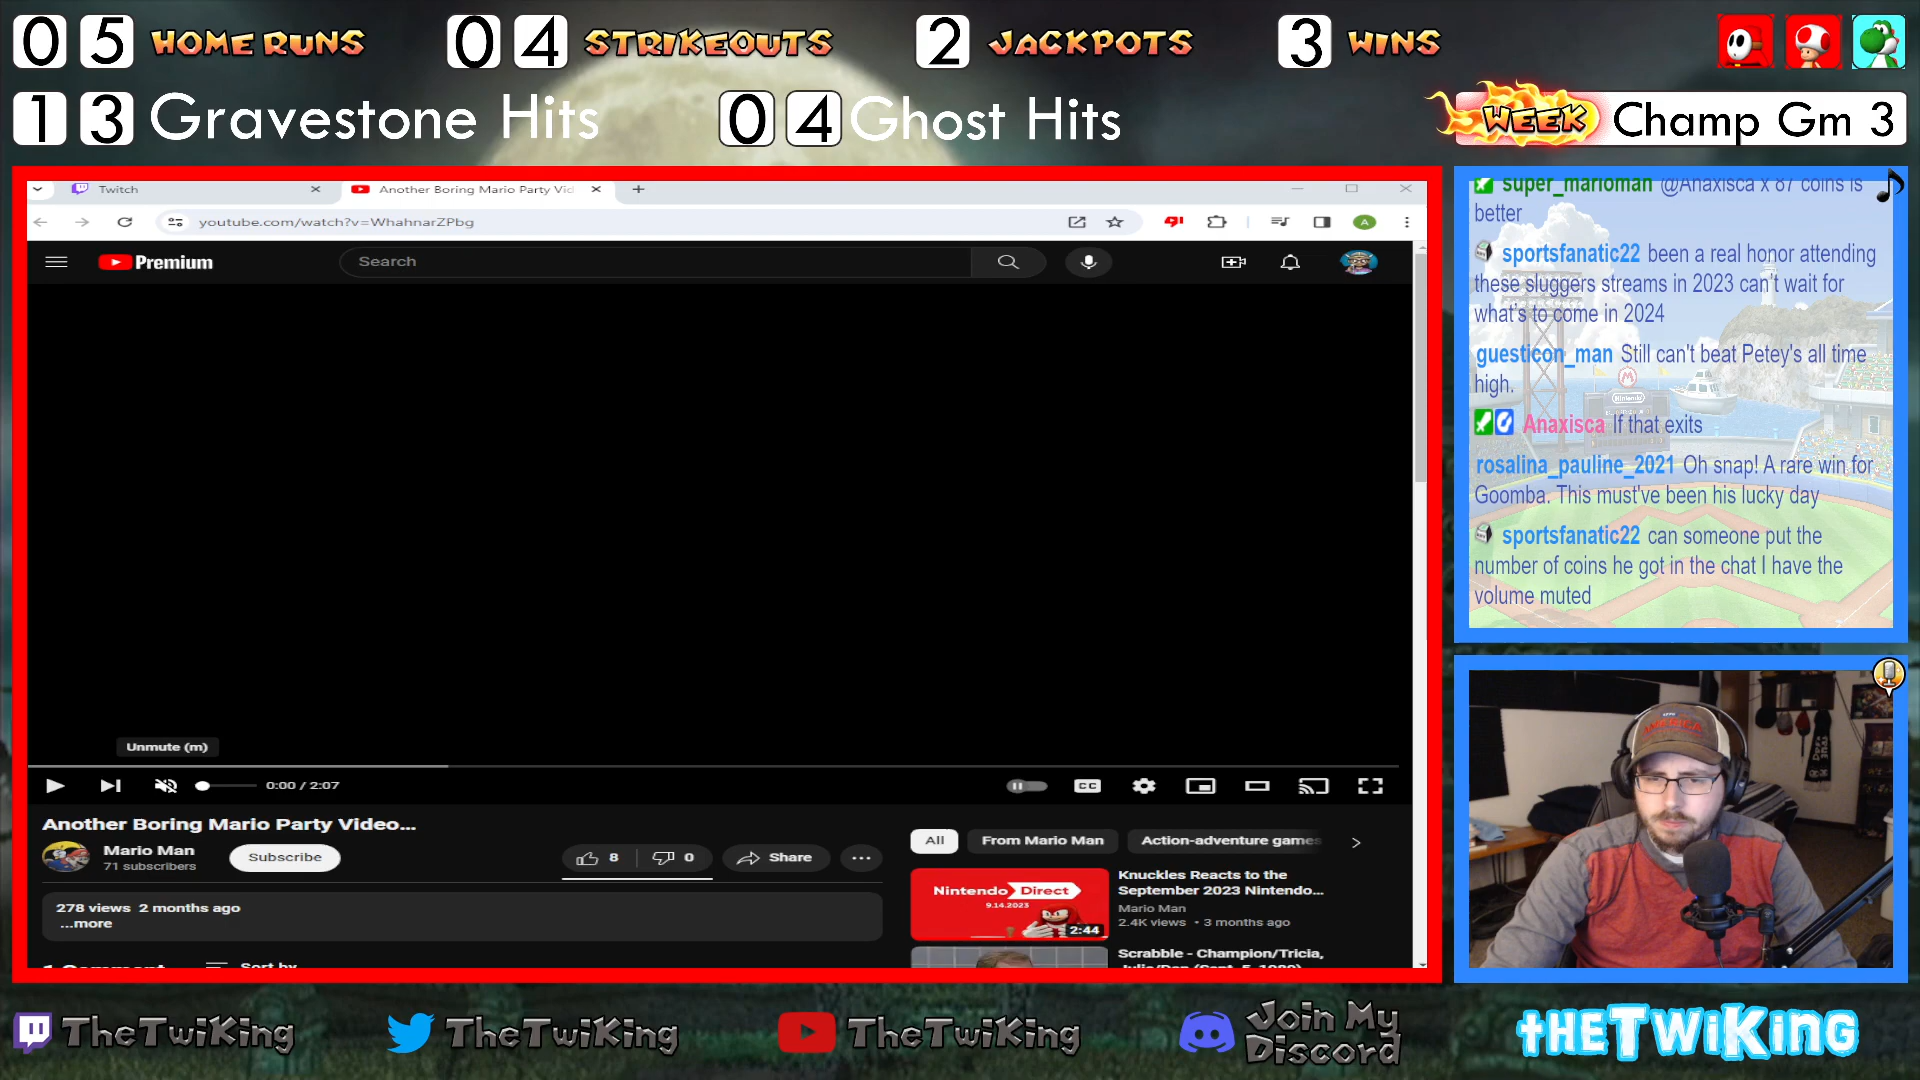 05 HOME RUNS 04 STRIKEOUTS 2 JACKPOTS 3 WINS
13 Gravestone Hits 04 Ghost Hits WEEK Champ Gm 3
Twitch Another Boring Mario Party Vid
youtube.com/watch?v=WhahnarZPbg A
Premium Search
Unmute (m)
0:00 / 2:07 CC
Another Boring Mario Party Video...
Mario Man
71 subscribers
Subscribe 8 0 Share
278 views 2 months ago
...more
Sort by
All From Mario Man Action-adventure games
Nintendo Direct
9.14.2023
2:44
Knuckles Reacts to the
September 2023 Nintendo...
Mario Man
2.4K views • 3 months ago
Scrabble - Champion/Tricia,
super_marioman @Anaxisca x 87 coins is
better
sportsfanatic22 been a real honor attending
these sluggers streams in 2023 can't wait for
what's to come in 2024
guesticon_man Still can't beat Petey's all time
high.
Anaxisca If that exits
rosalina_pauline_2021 Oh snap! A rare win for
Goomba. This must've been his lucky day
sportsfanatic22 can someone put the
number of coins he got in the chat I have the
volume muted
Nintendo
TheTwiKing TheTwiKing TheTwiKing Join My
Discord
THETWiKing